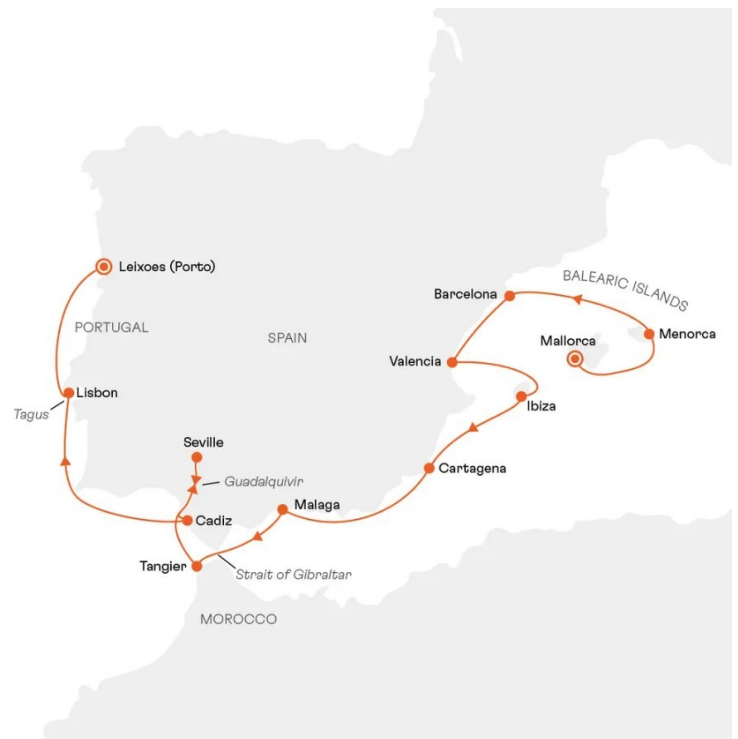 Leixoes (Porto)
BALEARIC ISLANDS
Barcelona
PORTUGAL
SPAIN
Menorca
Mallorca
Valencia
Lisbon
Tagus
Ibiza
Seville
Cartagena
Guadalquivir
Malaga
Cadiz
Tangier
Strait of Gibraltar
MOROCCO